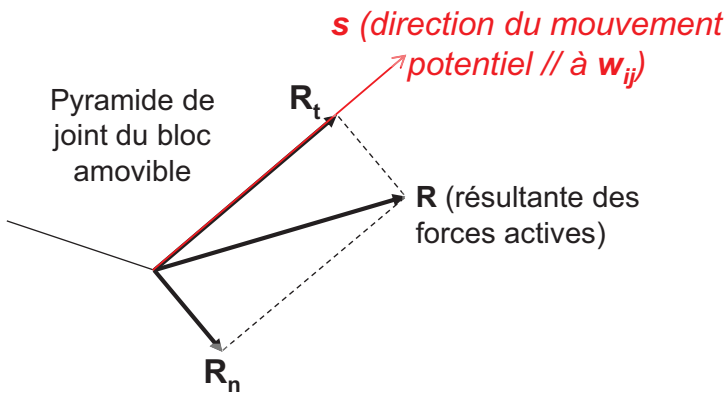 s (direction du mouvement
potentiel // à wij)
Pyramide de
joint du bloc
amovible
Rt
R (résultante des
forces actives)
Rn